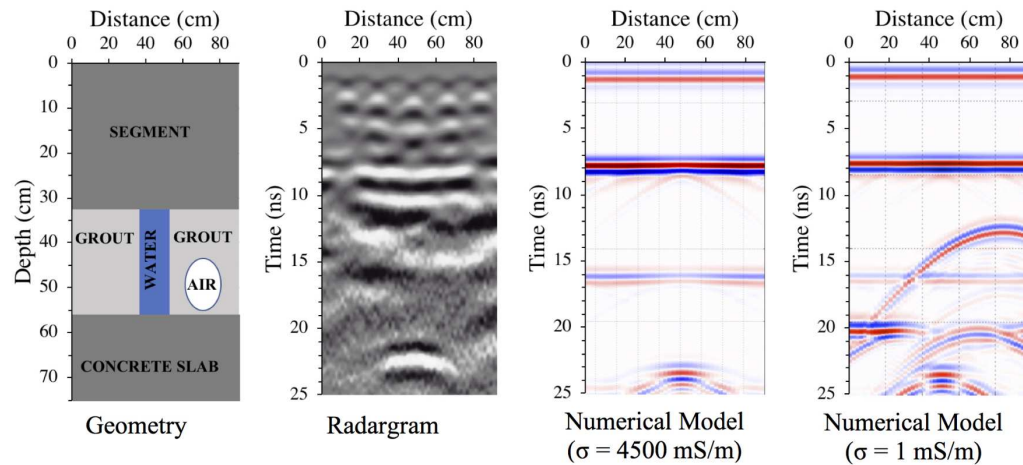 Distance (cm)
0 20 40 60 80
Depth (cm)
0
10
20
30
40
50
60
70
SEGMENT
GROUT
WATER
GROUT
AIR
CONCRETE SLAB
Geometry
Distance (cm)
0 20 40 60 80
Time (ns)
0
5
10
15
20
25
Radargram
Distance (cm)
0 20 40 60 80
Time (ns)
0
5
10
15
20
25
Numerical Model
(σ = 4500 mS/m)
Distance (cm)
0 20 40 60 80
Time (ns)
0
5
10
15
20
25
Numerical Model
(σ = 1 mS/m)